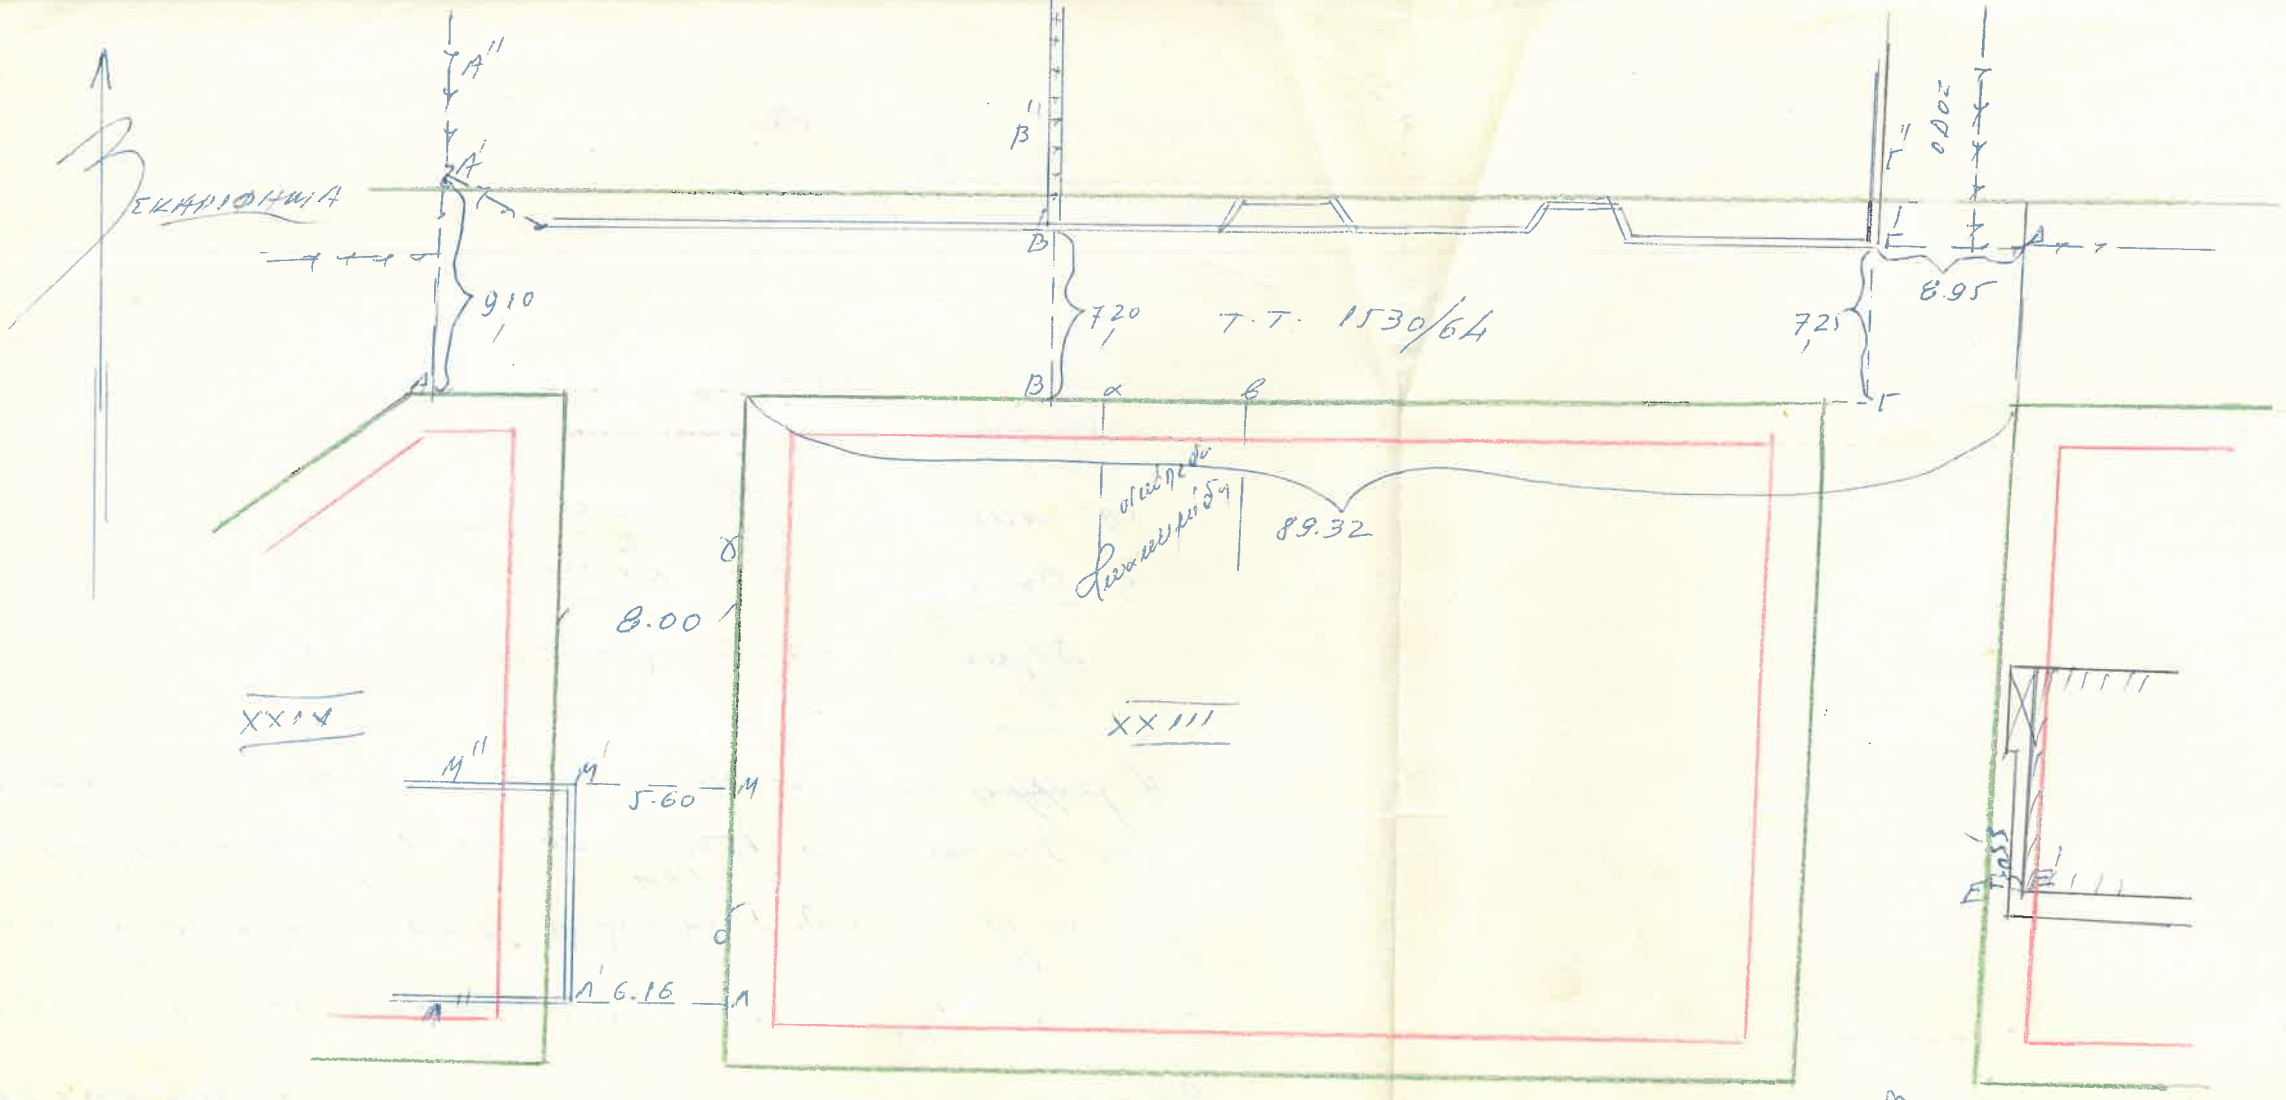 Α''
Β''
Γ''
ΟΔΟΣ
Α'
ΣΚΑΡΙΦΗΜΑ
Β
Γ'
Δ
9,10
7,20
Τ.Τ. 1530/64
7,25
8.95
Α
Β
α
β
Γ
89.32
γ
8.00
XXIV
XXIII
Μ''
Μ'
5.60
Μ
Ε
Ε'
δ
Λ''
Λ'
6.16
Λ